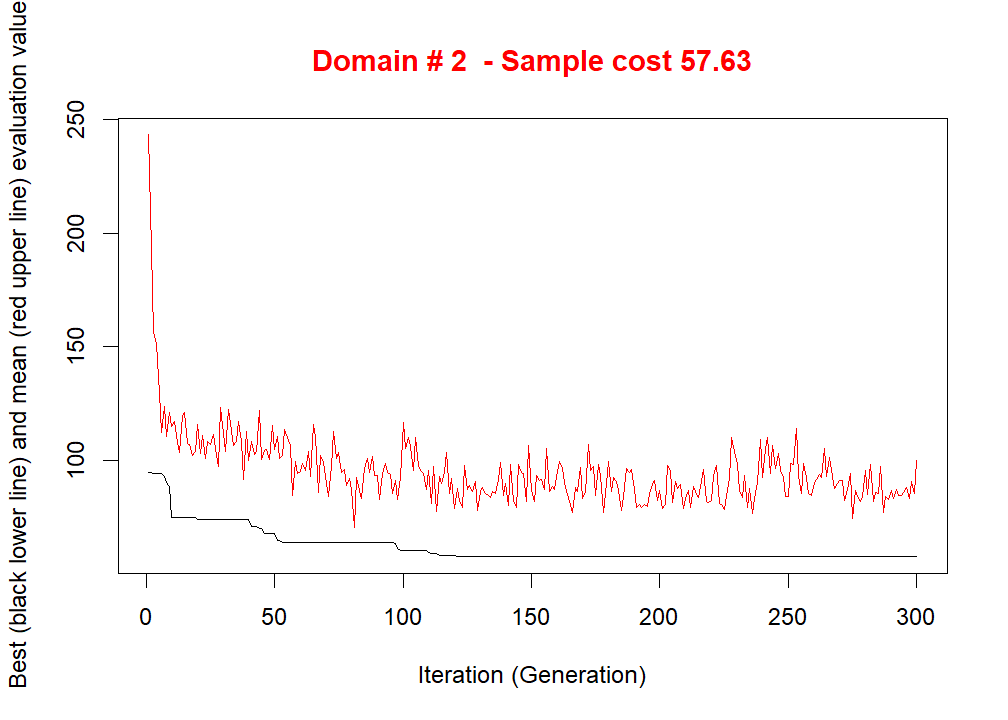 Domain # 2  - Sample cost 57.63
Best (black lower line) and mean (red upper line) evaluation value
250
200
150
100
0 50 100 150 200 250 300
Iteration (Generation)